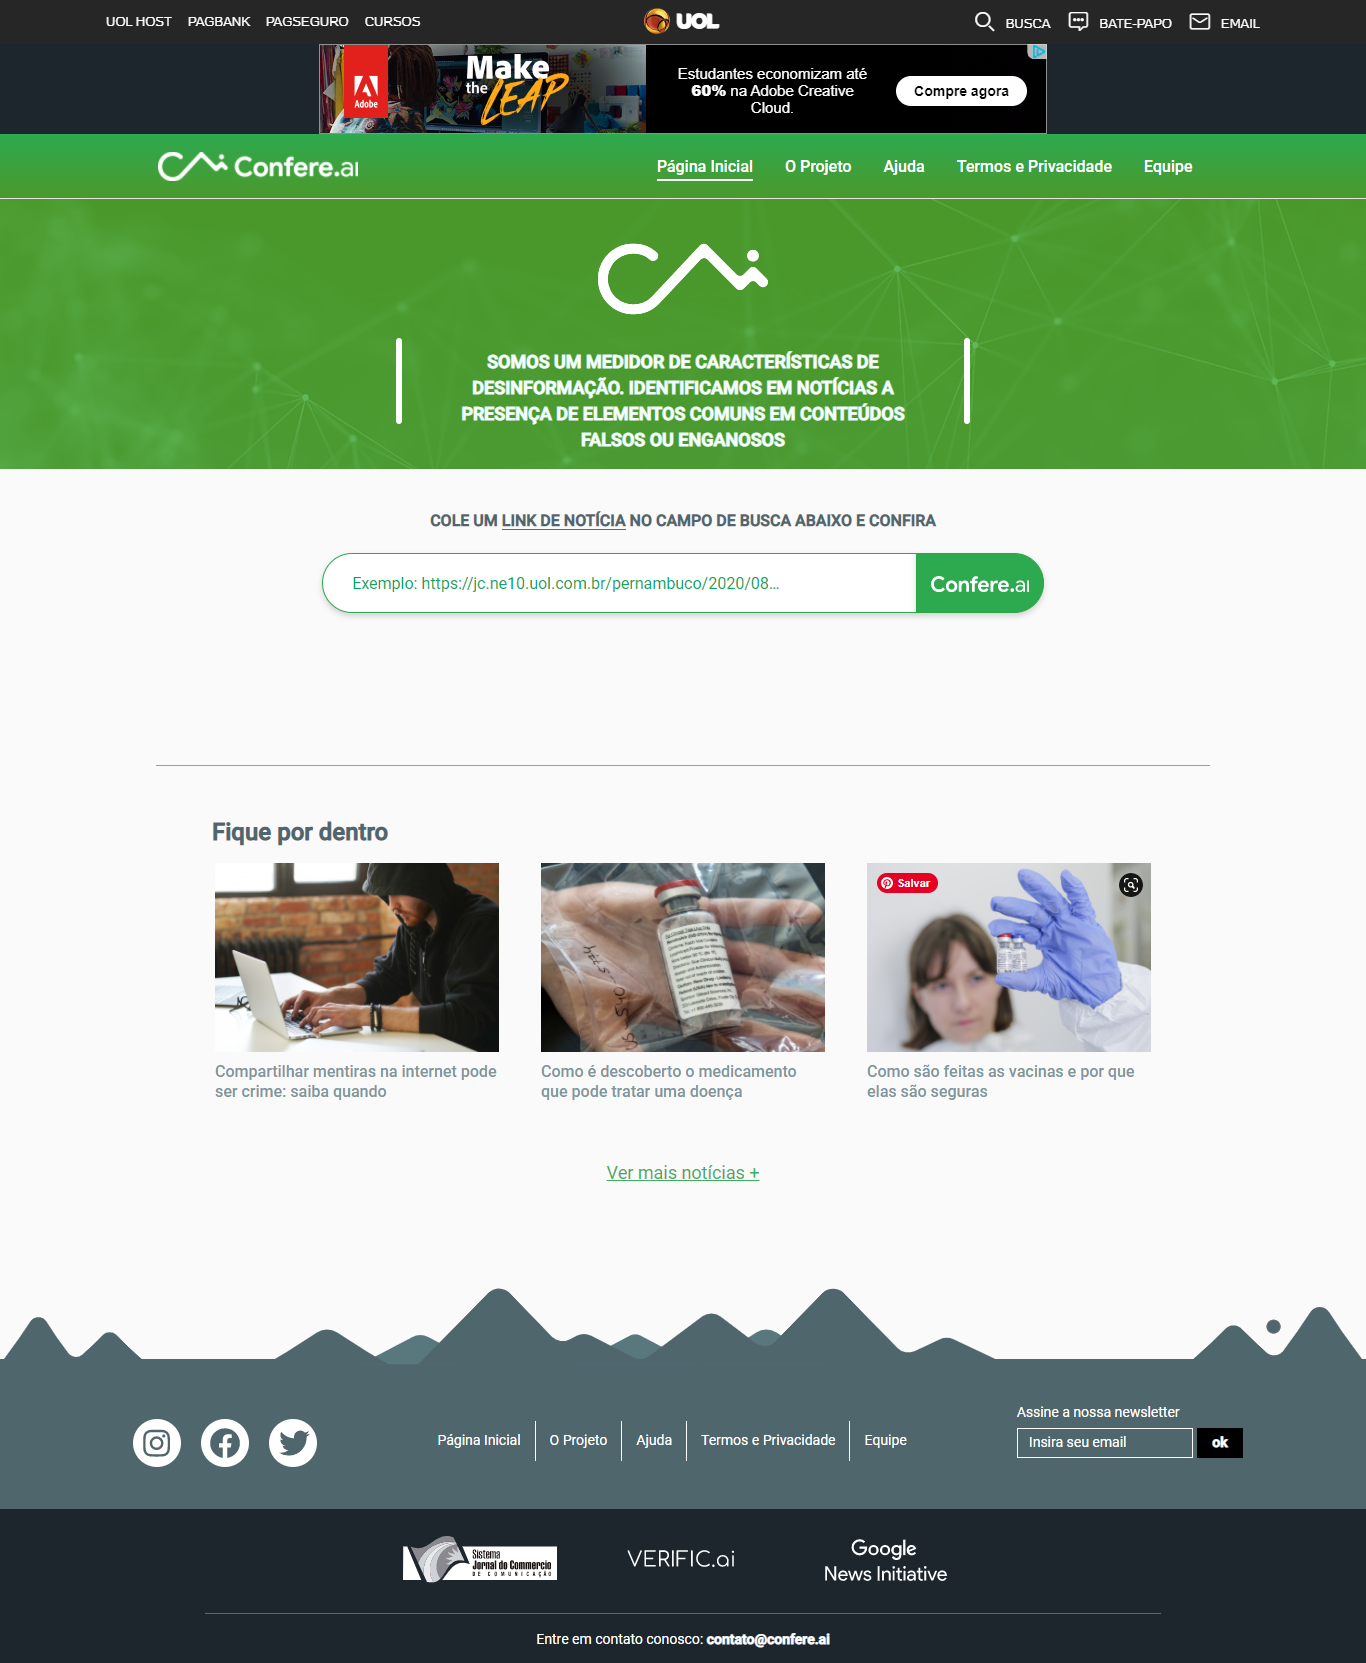 UOL HOST PAGBANK PAGSEGURO CURSOS UOL BUSCA BATE-PAPO EMAIL
Adobe
Make
the LEAP
Estudantes economizam até
60% na Adobe Creative
Cloud.
Compre agora
Confere.ai Página Inicial O Projeto Ajuda Termos e Privacidade Equipe
SOMOS UM MEDIDOR DE CARACTERÍSTICAS DE
DESINFORMAÇÃO. IDENTIFICAMOS EM NOTÍCIAS A
PRESENÇA DE ELEMENTOS COMUNS EM CONTEÚDOS
FALSOS OU ENGANOSOS
COLE UM LINK DE NOTÍCIA NO CAMPO DE BUSCA ABAIXO E CONFIRA
Exemplo: https://jc.ne10.uol.com.br/pernambuco/2020/08... Confere.ai
Fique por dentro
Salvar
Compartilhar mentiras na internet pode
ser crime: saiba quando
Como é descoberto o medicamento
que pode tratar uma doença
Como são feitas as vacinas e por que
elas são seguras
Ver mais notícias +
Página Inicial O Projeto Ajuda Termos e Privacidade Equipe
Assine a nossa newsletter
Insira seu email ok
Sistema
Jornal do Commercio
DE COMUNICAÇÃO
VERIFIC.ai
Google
News Initiative
Entre em contato conosco: contato@confere.ai